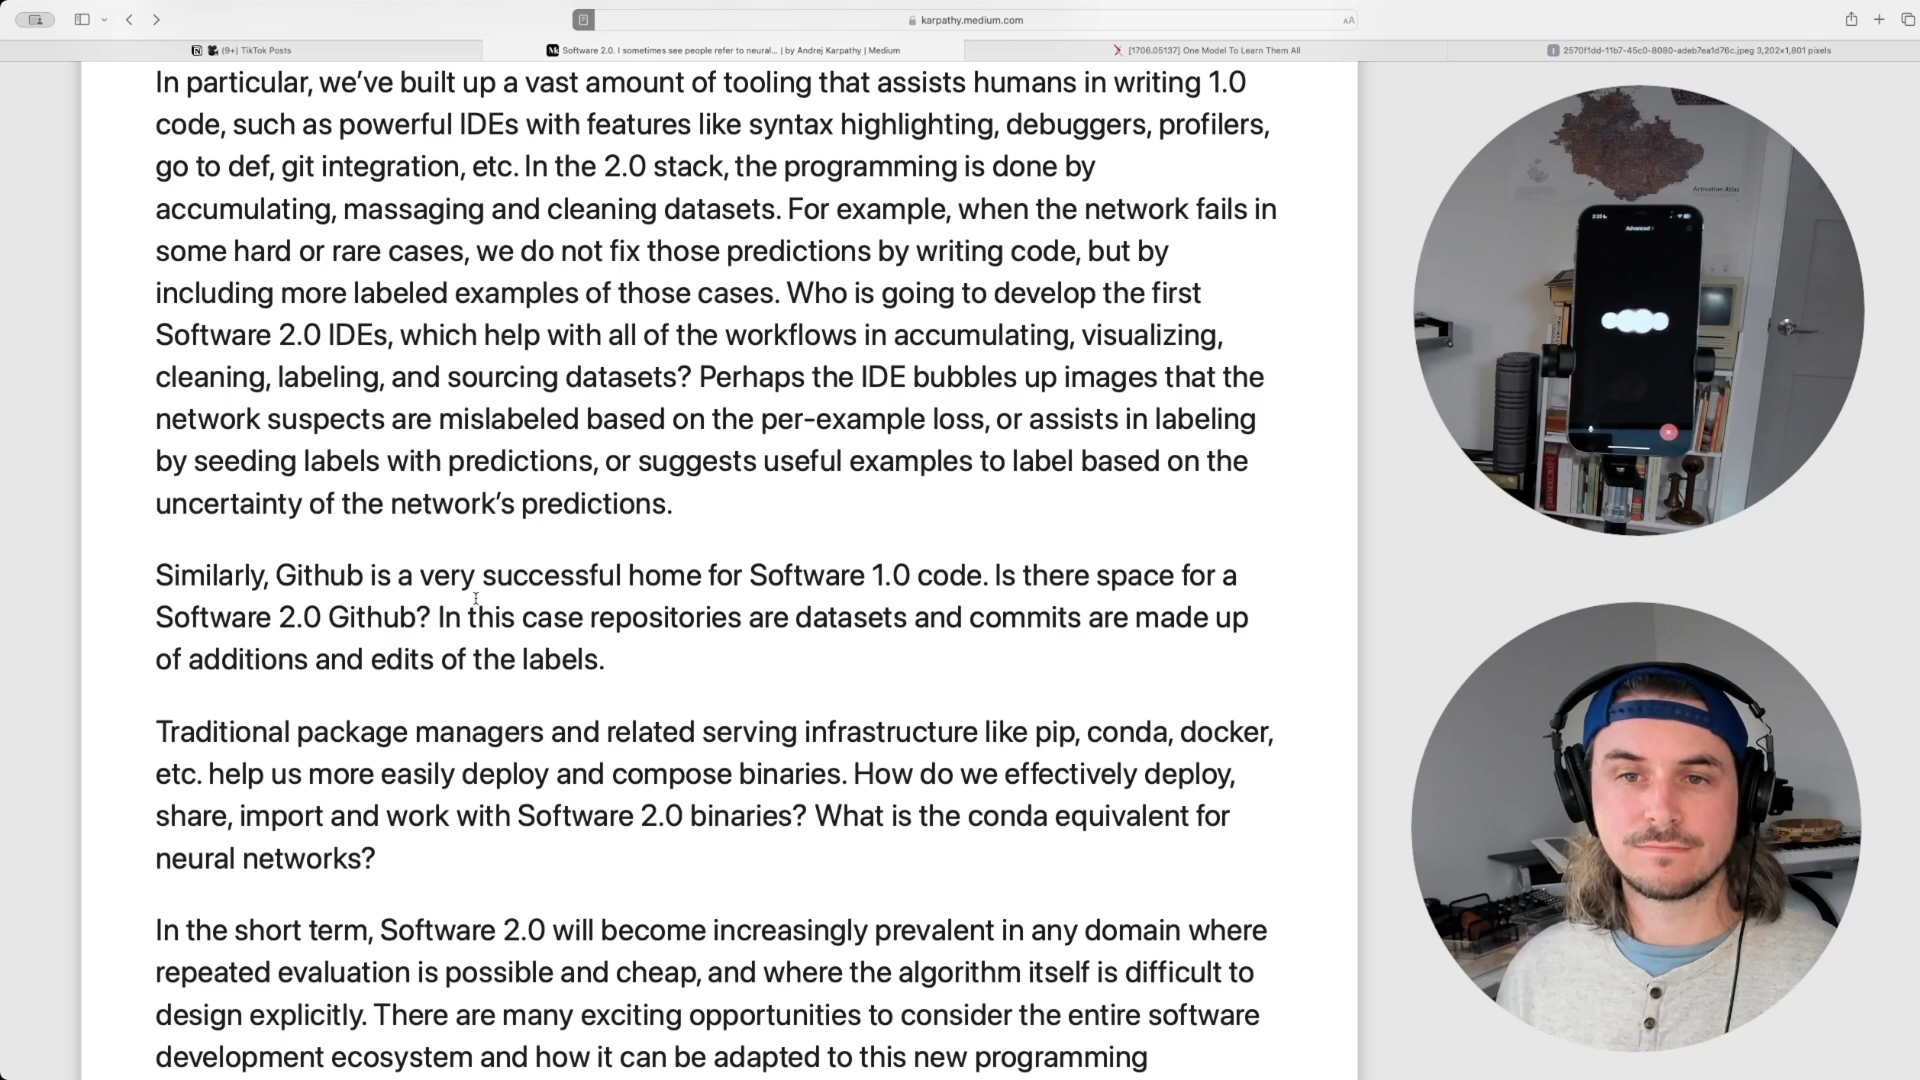 karpathy.medium.com
AA
(9+) TikTok Posts
Software 2.0. I sometimes see people refer to neural... | by Andrej Karpathy | Medium
[1706.05137] One Model To Learn Them All
2570f1dd-11b7-45c0-8080-adeb7ea1d76c.jpeg 3,202×1,801 pixels
In particular, we’ve built up a vast amount of tooling that assists humans in writing 1.0
code, such as powerful IDEs with features like syntax highlighting, debuggers, profilers,
go to def, git integration, etc. In the 2.0 stack, the programming is done by
accumulating, massaging and cleaning datasets. For example, when the network fails in
some hard or rare cases, we do not fix those predictions by writing code, but by
including more labeled examples of those cases. Who is going to develop the first
Software 2.0 IDEs, which help with all of the workflows in accumulating, visualizing,
cleaning, labeling, and sourcing datasets? Perhaps the IDE bubbles up images that the
network suspects are mislabeled based on the per-example loss, or assists in labeling
by seeding labels with predictions, or suggests useful examples to label based on the
uncertainty of the network’s predictions.
Similarly, Github is a very successful home for Software 1.0 code. Is there space for a
Software 2.0 Github? In this case repositories are datasets and commits are made up
of additions and edits of the labels.
Traditional package managers and related serving infrastructure like pip, conda, docker,
etc. help us more easily deploy and compose binaries. How do we effectively deploy,
share, import and work with Software 2.0 binaries? What is the conda equivalent for
neural networks?
In the short term, Software 2.0 will become increasingly prevalent in any domain where
repeated evaluation is possible and cheap, and where the algorithm itself is difficult to
design explicitly. There are many exciting opportunities to consider the entire software
development ecosystem and how it can be adapted to this new programming
Activation Atlas
Advanced